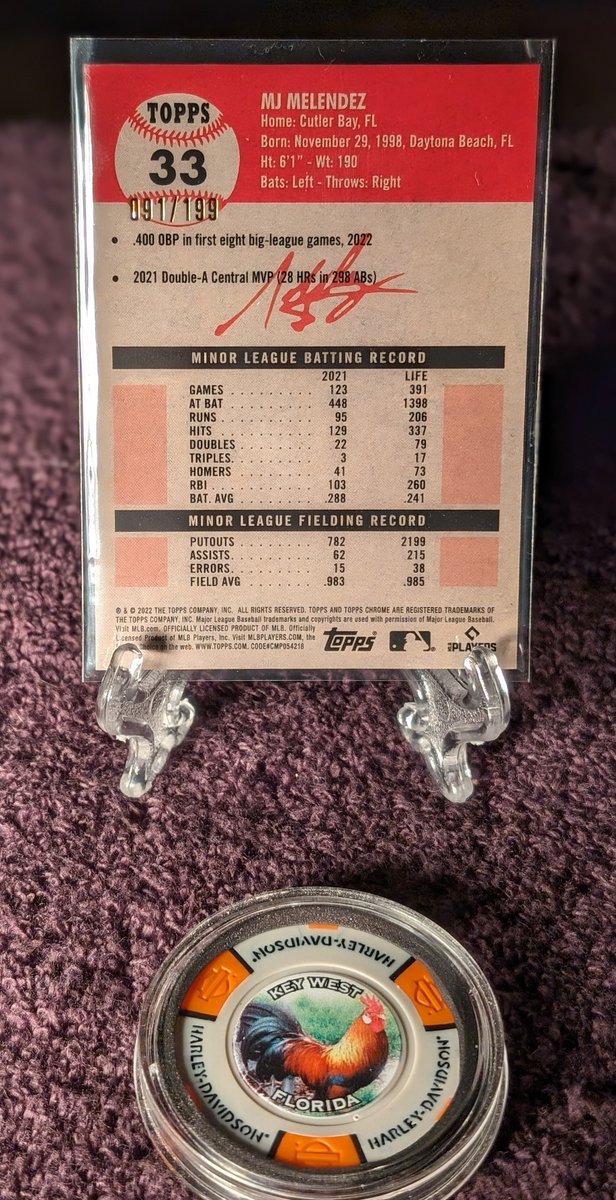 TOPPS
33
091/199
MJ MELENDEZ
Home: Cutler Bay, FL
Born: November 29, 1998, Daytona Beach, FL
Ht: 6'1" - Wt: 190
Bats: Left - Throws: Right
• .400 OBP in first eight big-league games, 2022
• 2021 Double-A Central MVP (28 HRs in 298 ABs)
MINOR LEAGUE BATTING RECORD
2021 LIFE
GAMES . . . . . . . . . . 123 391
AT BAT . . . . . . . . . . 448 1398
RUNS . . . . . . . . . . 95 206
HITS . . . . . . . . . . 129 337
DOUBLES . . . . . . . . . . 22 79
TRIPLES. . . . . . . . . . 3 17
HOMERS . . . . . . . . . . 41 73
RBI . . . . . . . . . . 103 260
BAT. AVG . . . . . . . . . . .288 .241
MINOR LEAGUE FIELDING RECORD
PUTOUTS . . . . . . . . . . 782 2199
ASSISTS. . . . . . . . . . 62 215
ERRORS. . . . . . . . . . 15 38
FIELD AVG . . . . . . . . . . .983 .985
® & © 2022 THE TOPPS COMPANY, INC. ALL RIGHTS RESERVED. TOPPS AND TOPPS CHROME ARE REGISTERED TRADEMARKS OF
THE TOPPS COMPANY, INC. Major League Baseball trademarks and copyrights are used with permission of Major League Baseball.
Visit MLB.com. OFFICIALLY LICENSED PRODUCT OF MLB. Officially
Licensed Product of MLB Players, Inc. Visit MLBPLAYERS.COM, the
Choice on the web. WWW.TOPPS.COM. CODE#CMP054218
Topps
PLAYERS
HARLEY-DAVIDSON
KEY WEST
FLORIDA
HARLEY-DAVIDSON
HARLEY-DAVIDSON